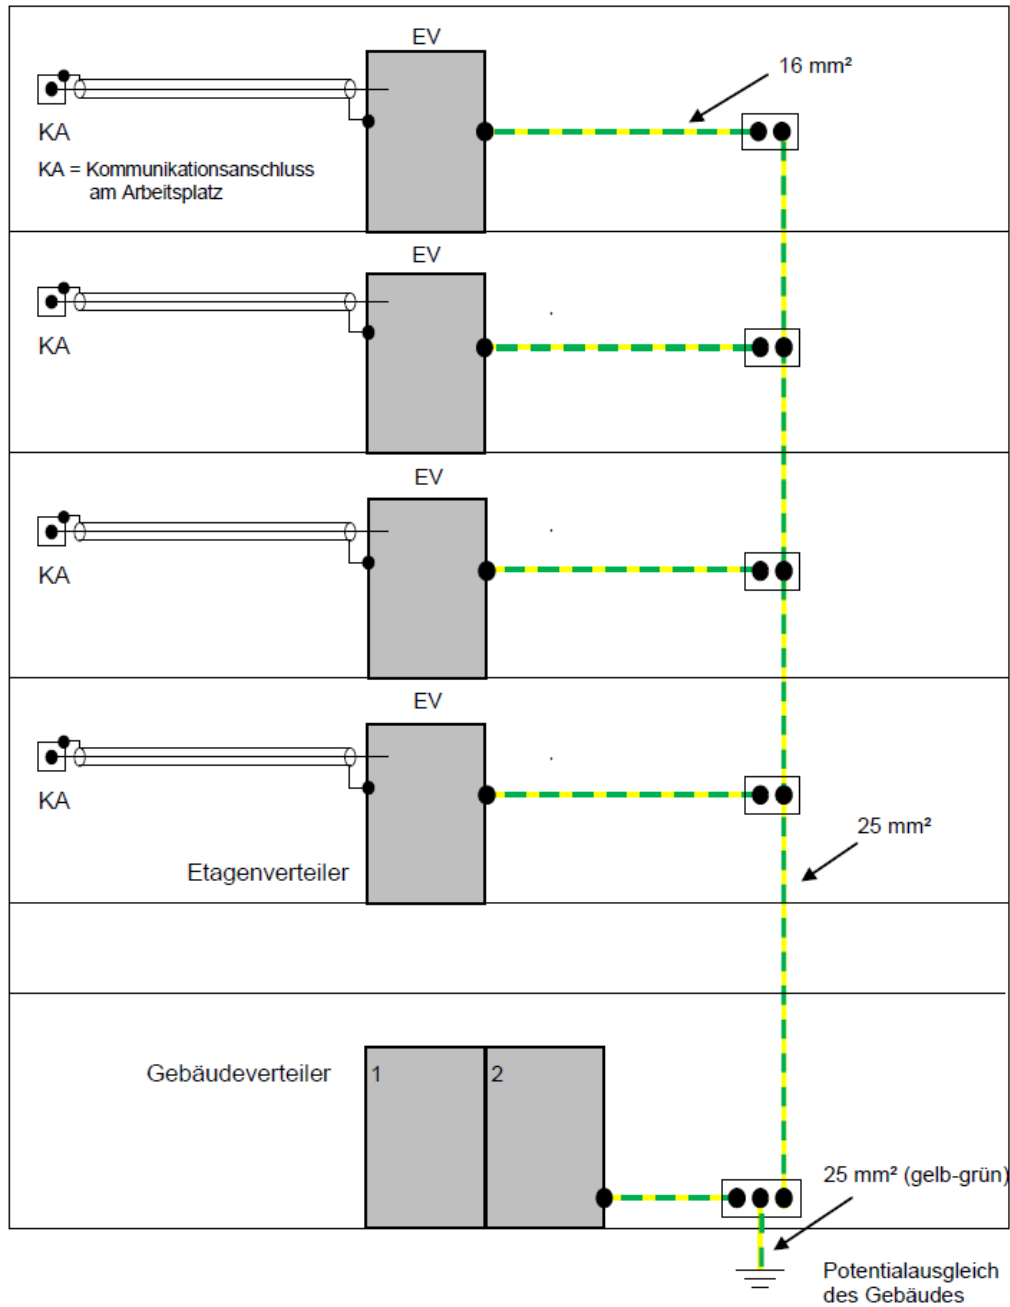 EV
16 mm²
KA
KA = Kommunikationsanschluss
am Arbeitsplatz
EV
KA
EV
KA
EV
KA
25 mm²
Etagenverteiler
Gebäudeverteiler
1
2
25 mm² (gelb-grün)
Potentialausgleich
des Gebäudes